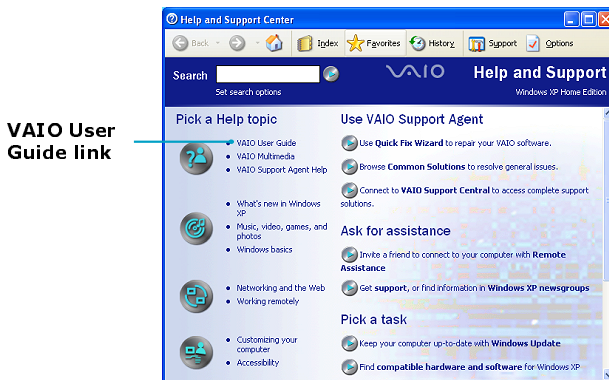 Help and Support Center
Back
Index
Favorites
History
Support
Options
Search
VAIO
Help and Support
Set search options
Windows XP Home Edition
VAIO User
Guide link
Pick a Help topic
VAIO User Guide
VAIO Multimedia
VAIO Support Agent Help
What's new in Windows
XP
Music, video, games, and
photos
Windows basics
Networking and the Web
Working remotely
Customizing your
computer
Accessibility
Use VAIO Support Agent
Use Quick Fix Wizard to repair your VAIO software.
Browse Common Solutions to resolve general issues.
Connect to VAIO Support Central to access complete support
solutions.
Ask for assistance
Invite a friend to connect to your computer with Remote
Assistance
Get support, or find information in Windows XP newsgroups
Pick a task
Keep your computer up-to-date with Windows Update
Find compatible hardware and software for Windows XP